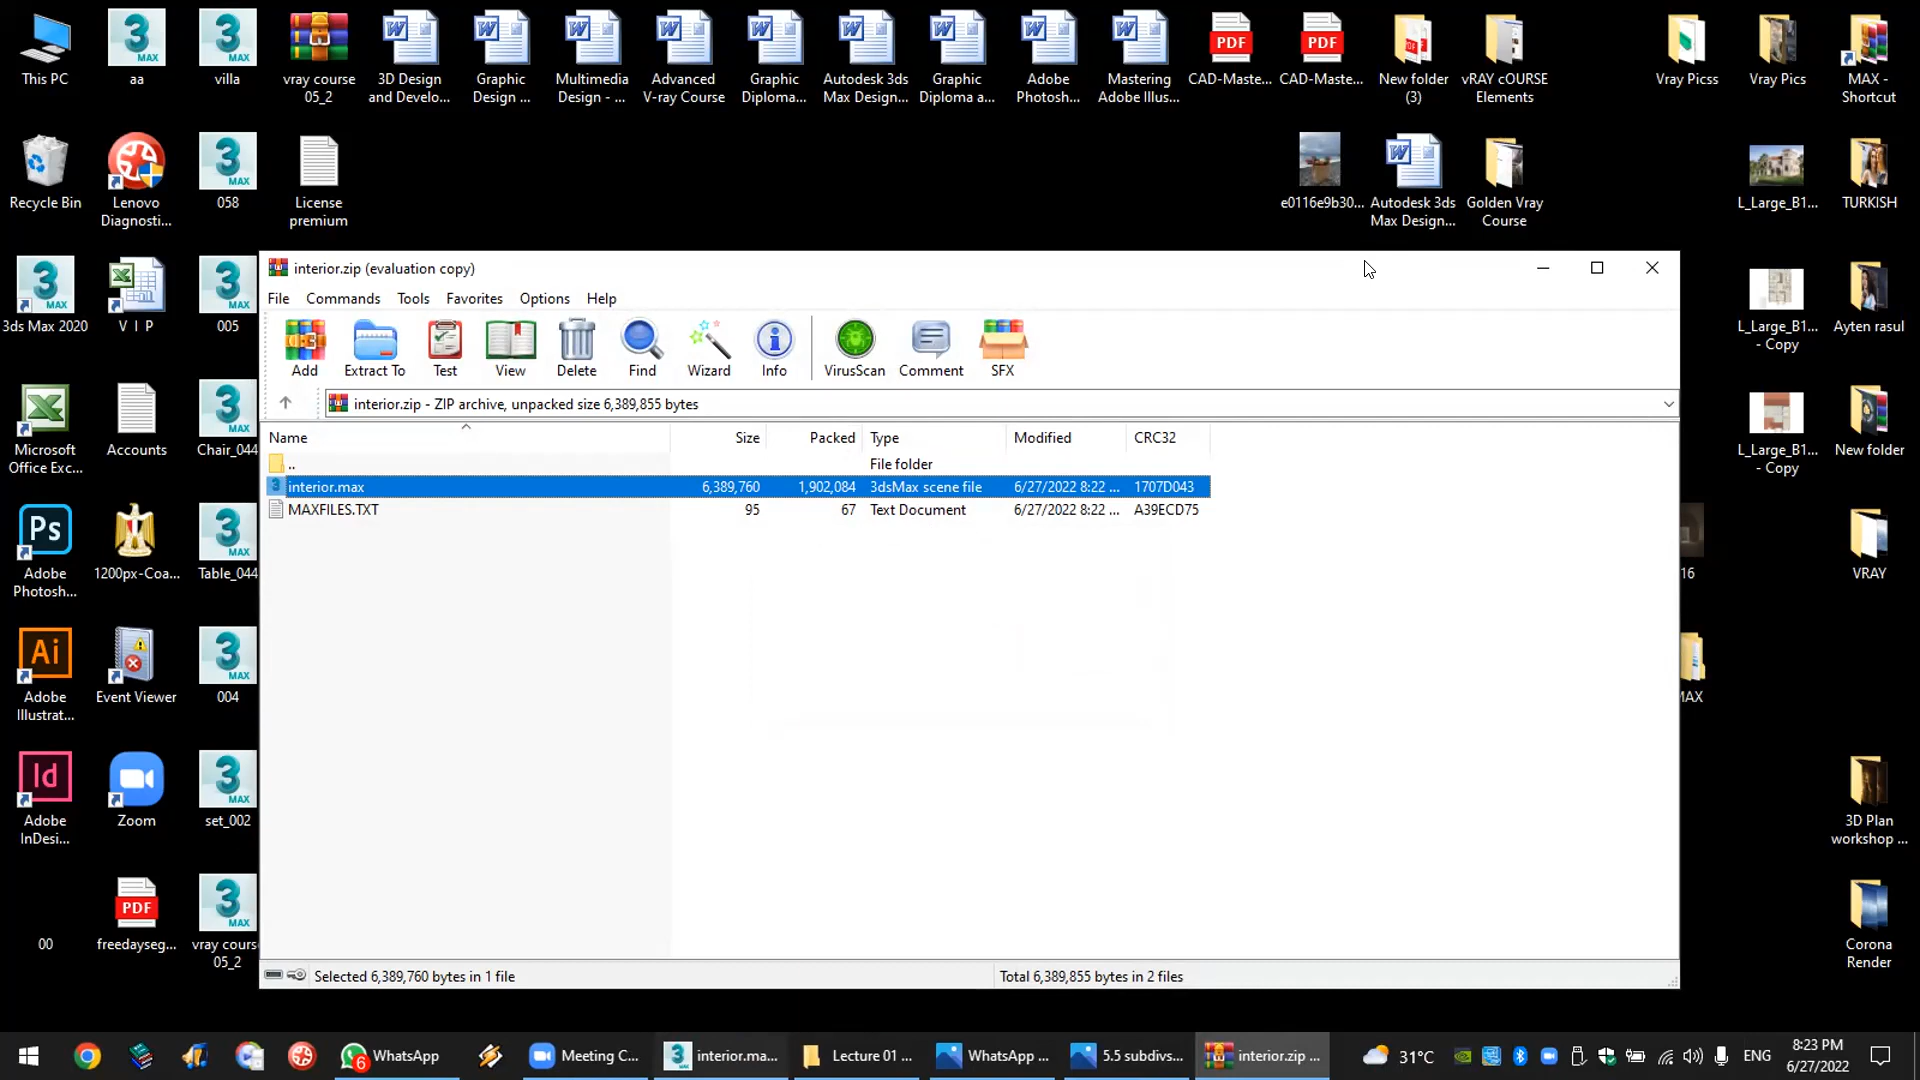 This PC
aa
villa
vray course
05_2
3D Design
and Develo...
Graphic
Design ...
Multimedia
Design - ...
Advanced
V-ray Course
Graphic
Diploma...
Autodesk 3ds
Max Design...
Graphic
Diploma a...
Adobe
Photosh...
Mastering
Adobe Illus...
CAD-Maste...
CAD-Maste...
New folder
(3)
vRAY cOURSE
Elements
Vray Picss
Vray Pics
MAX -
Shortcut
Recycle Bin
Lenovo
Diagnosti...
058
License
premium
e0116e9b30...
Autodesk 3ds
Max Design...
Golden Vray
Course
L_Large_B1...
TURKISH
3ds Max 2020
V I P
005
L_Large_B1...
- Copy
Ayten rasul
Microsoft
Office Exc...
Accounts
Chair_044
L_Large_B1...
- Copy
New folder
Adobe
Photosh...
1200px-Coa...
Table_044
16
VRAY
Adobe
Illustrat...
Event Viewer
004
MAX
Adobe
InDesi...
Zoom
set_002
3D Plan
workshop ...
00
freedayseg...
vray cours
05_2
Corona
Render
interior.zip (evaluation copy)
File Commands Tools Favorites Options Help
Add Extract To Test View Delete Find Wizard Info VirusScan Comment SFX
interior.zip - ZIP archive, unpacked size 6,389,855 bytes
Name Size Packed Type Modified CRC32
.. File folder
interior.max 6,389,760 1,902,084 3dsMax scene file 6/27/2022 8:22 ... 1707D043
MAXFILES.TXT 95 67 Text Document 6/27/2022 8:22 ... A39ECD75
Selected 6,389,760 bytes in 1 file
Total 6,389,855 bytes in 2 files
WhatsApp
6
Meeting C...
interior.ma...
Lecture 01 ...
WhatsApp ...
5.5 subdivs...
interior.zip ...
31°C
ENG
8:23 PM
6/27/2022